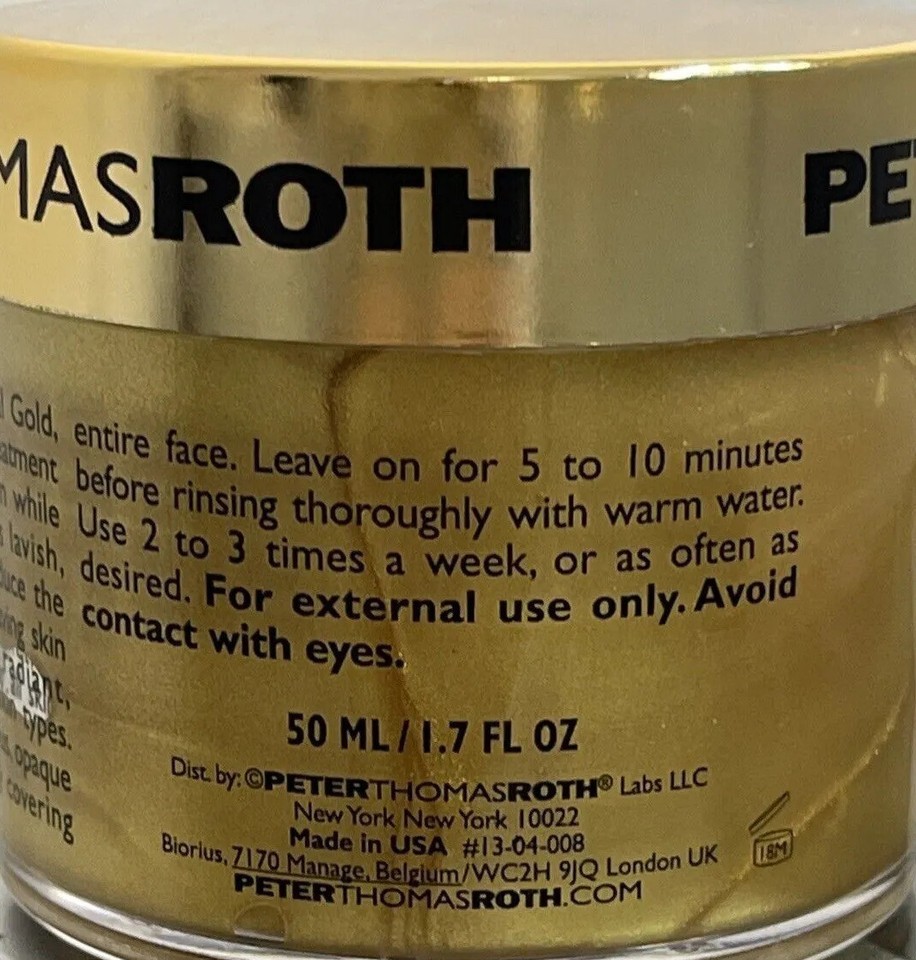 MASROTH
PE
Gold,
entire face. Leave on for 5 to 10 minutes
before rinsing thoroughly with warm water.
while
Use 2 to 3 times a week, or as often as
lavish,
desired. For external use only. Avoid
the
contact with eyes.
skin
radiant,
types.
opaque
covering
50 ML / 1.7 FL OZ
Dist. by: ©PETERTHOMASROTH® Labs LLC
New York New York 10022
Made in USA #13-04-008
Biorius, 7170 Manage, Belgium/WC2H 9JQ London UK
PETERTHOMASROTH.COM
18M